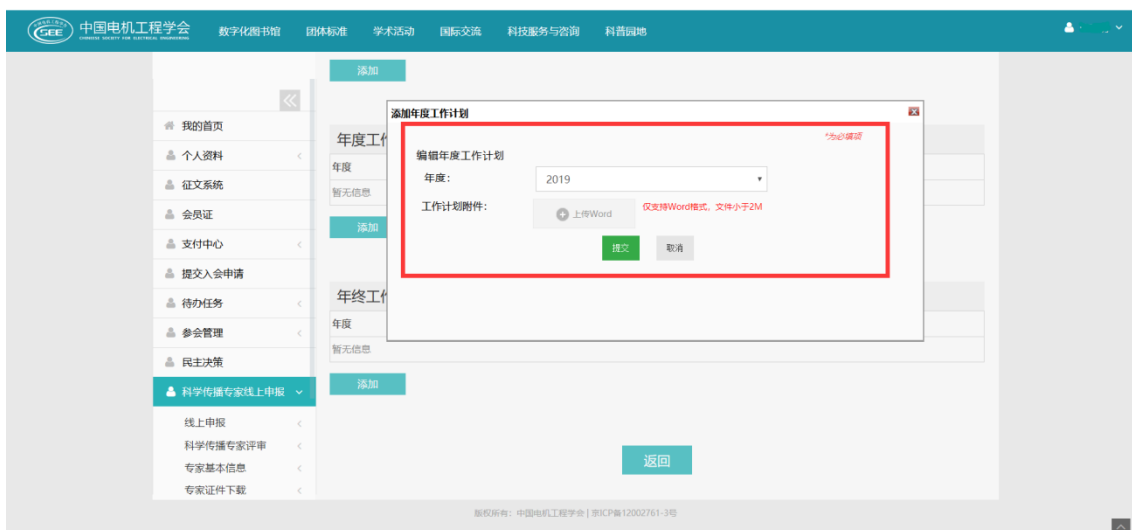 中国电机工程学会
CHINESE SOCIETY FOR ELECTRICAL ENGINEERING
CSEE
数字化图书馆 团体标准 学术活动 国际交流 科技服务与咨询 科普园地
添加
我的首页
个人资料
征文系统
会员证
支付中心
提交入会申请
待办任务
参会管理
民主决策
科学传播专家线上申报
线上申报
科学传播专家评审
专家基本信息
专家证件下载
年度工作
年度
暂无信息
添加
添加年度工作计划
*为必填项
编辑年度工作计划
年度: 2019
工作计划附件: 上传Word 仅支持Word格式，文件小于2M
提交 取消
年终工作
年度
暂无信息
添加
返回
版权所有：中国电机工程学会 | 京ICP备12002761-3号